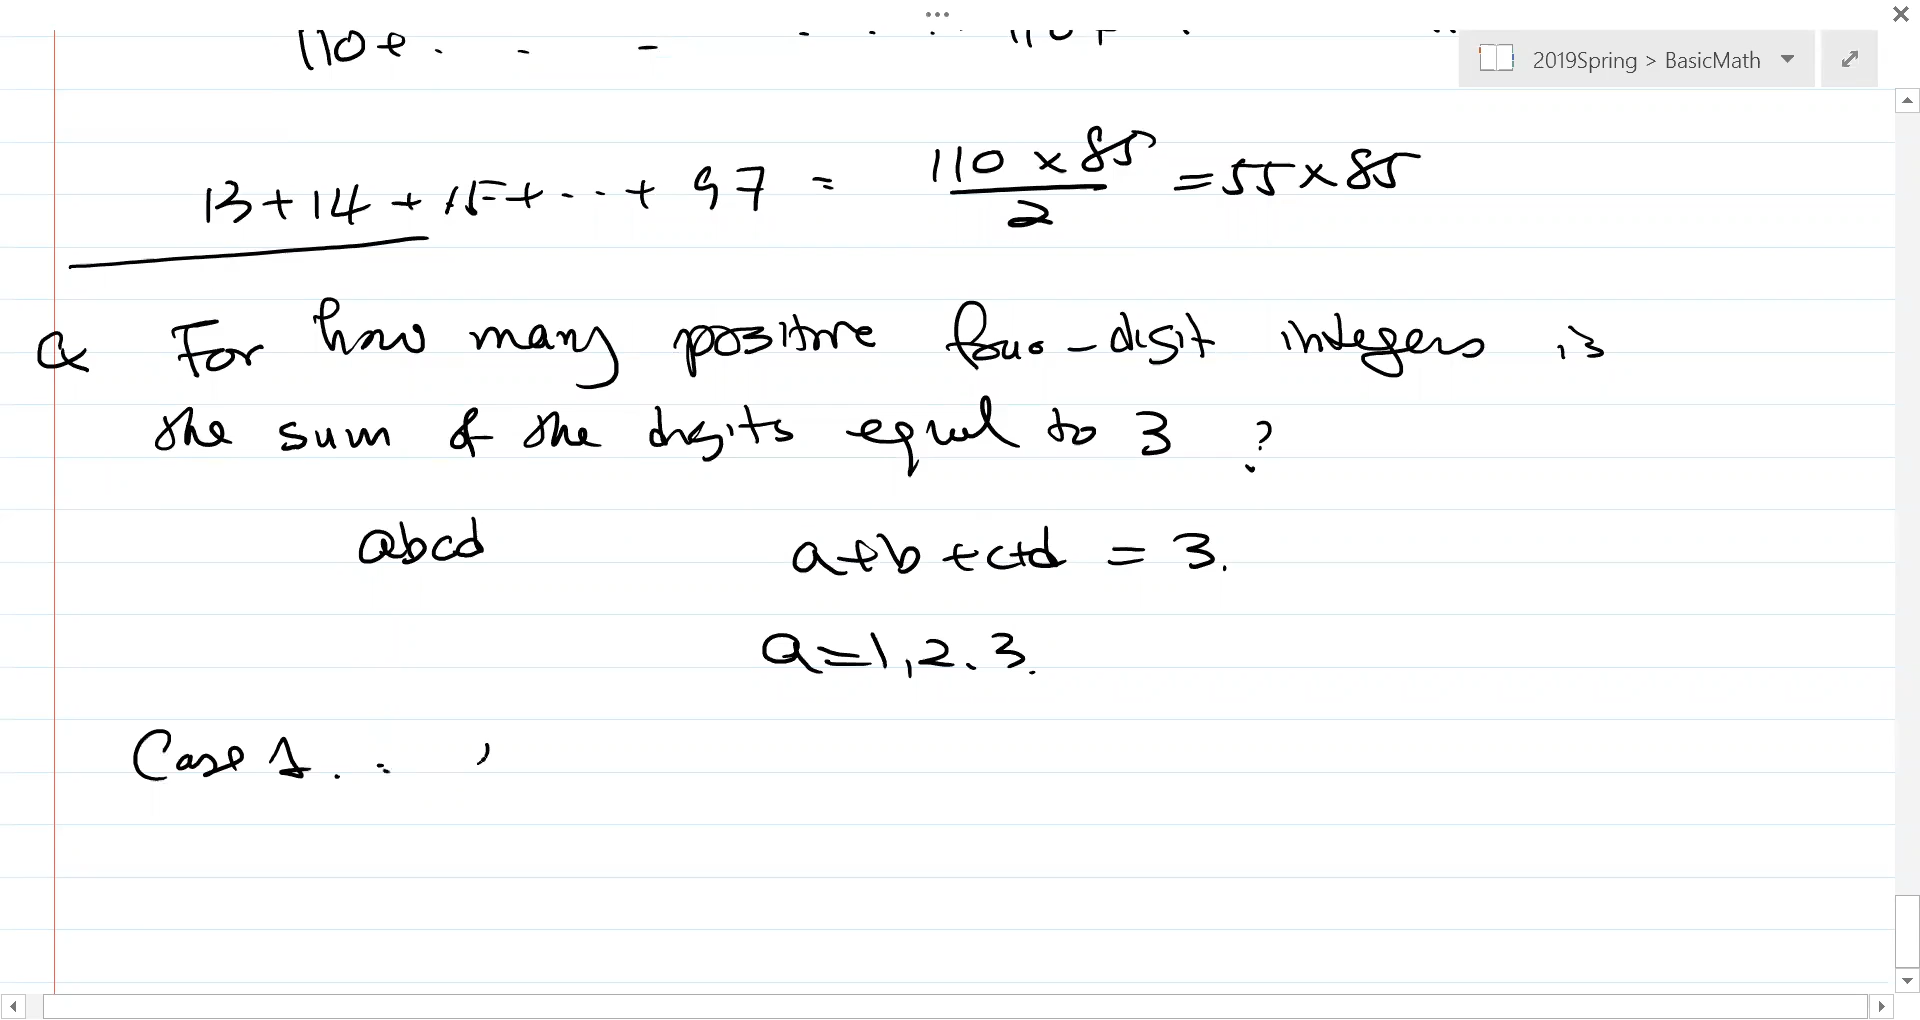 2019Spring > BasicMath
13+14+15+...+97 = 110 x 85 / 2 = 55 x 85
Q For how many positive four-digit integers is
the sum of the digits equal to 3 ?
abcd a+b+c+d = 3.
a=1,2,3.
Case 1.